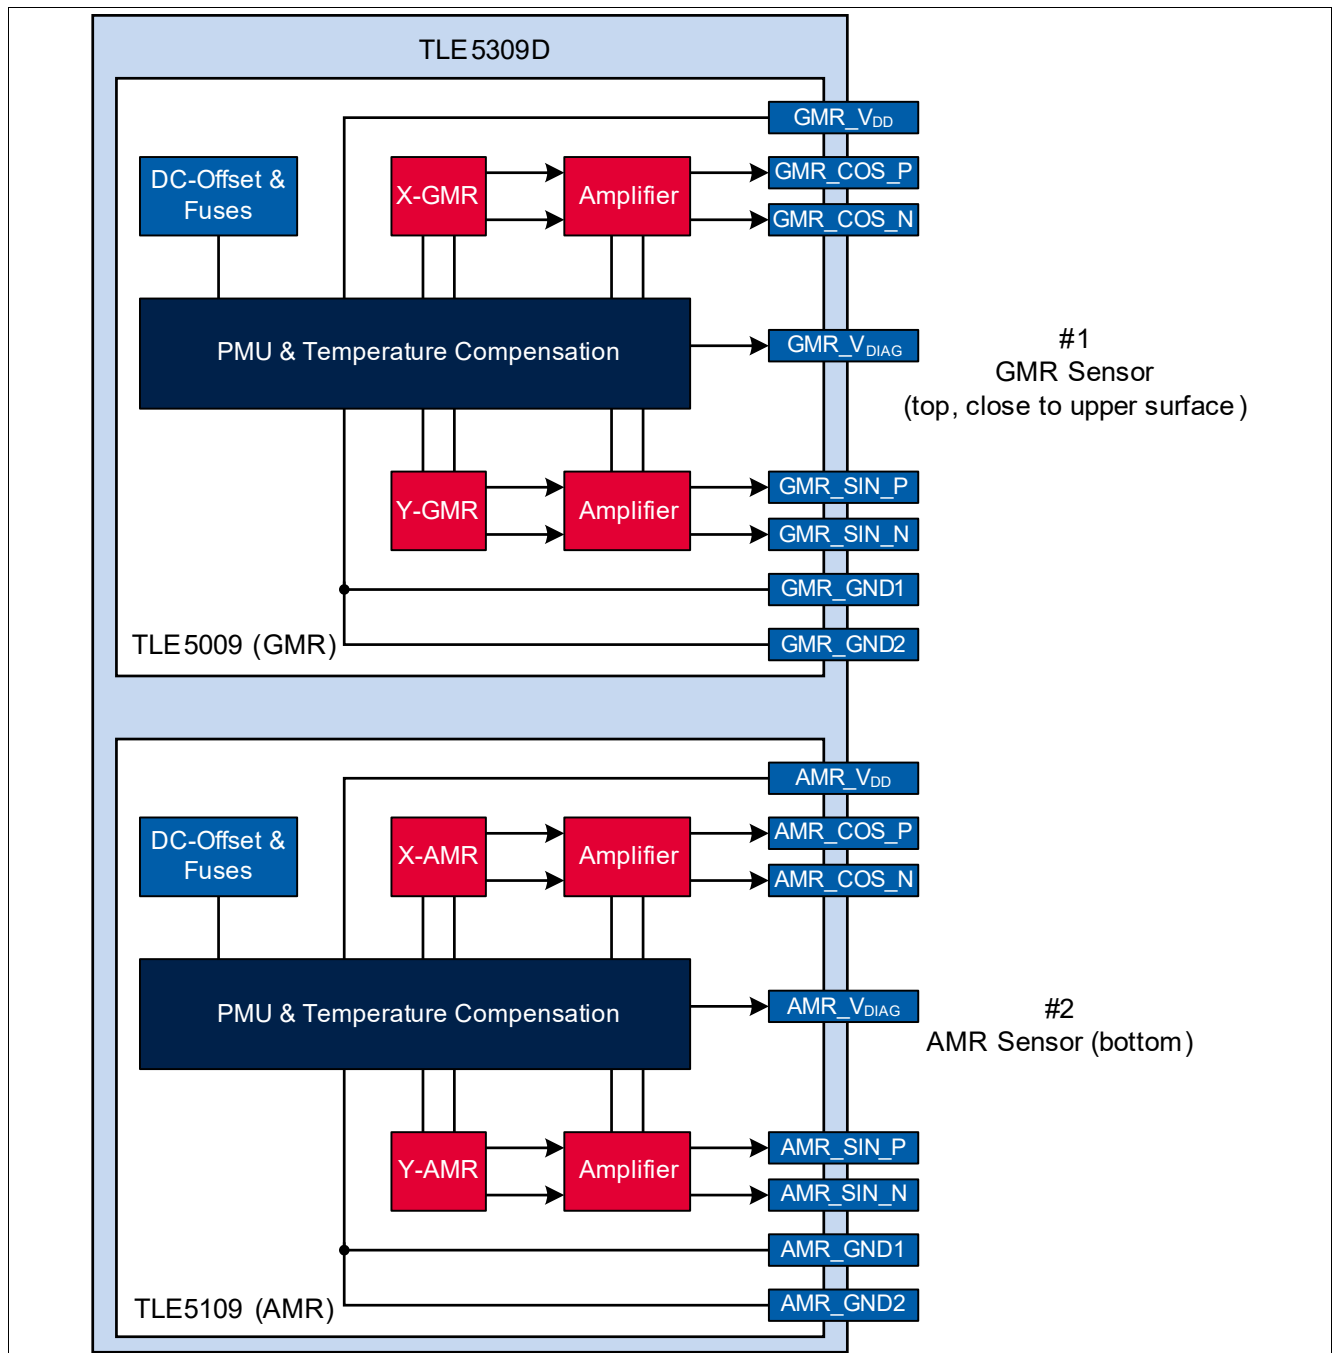 TLE5309D
GMR_VDD
DC-Offset &
Fuses
X-GMR
Amplifier
GMR_COS_P
GMR_COS_N
PMU & Temperature Compensation
GMR_VDIAG
#1
GMR Sensor
(top, close to upper surface)
Y-GMR
Amplifier
GMR_SIN_P
GMR_SIN_N
GMR_GND1
TLE5009 (GMR)
GMR_GND2
AMR_VDD
DC-Offset &
Fuses
X-AMR
Amplifier
AMR_COS_P
AMR_COS_N
PMU & Temperature Compensation
AMR_VDIAG
#2
AMR Sensor (bottom)
Y-AMR
Amplifier
AMR_SIN_P
AMR_SIN_N
AMR_GND1
TLE5109 (AMR)
AMR_GND2